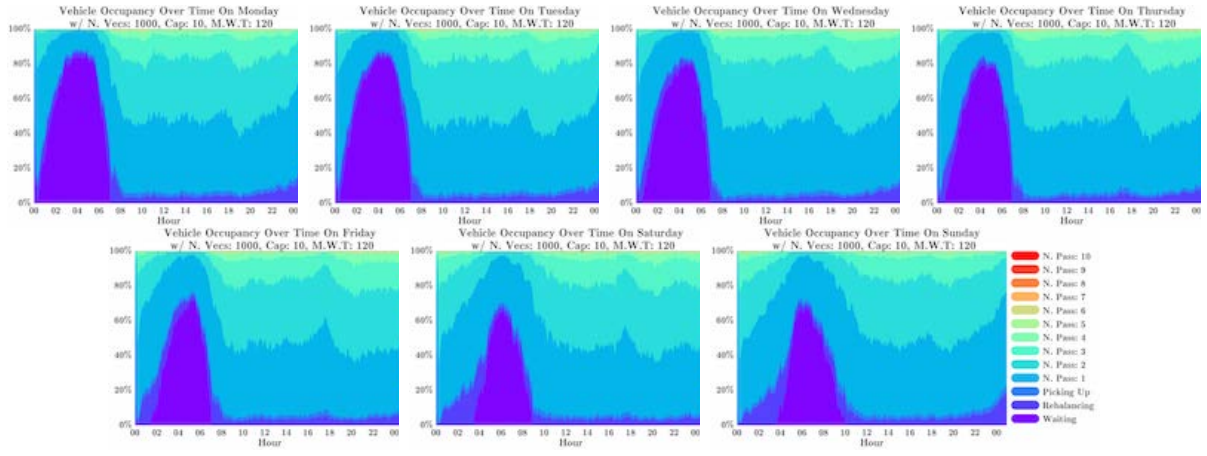 Vehicle Occupancy Over Time On Monday
w/ N. Vecs: 1000, Cap: 10, M.W.T: 120
100%
80%
60%
40%
20%
0%
00 02 04 06 08 10 12 14 16 18 20 22 00
Hour
Vehicle Occupancy Over Time On Tuesday
w/ N. Vecs: 1000, Cap: 10, M.W.T: 120
100%
80%
60%
40%
20%
0%
00 02 04 06 08 10 12 14 16 18 20 22 00
Hour
Vehicle Occupancy Over Time On Wednesday
w/ N. Vecs: 1000, Cap: 10, M.W.T: 120
100%
80%
60%
40%
20%
0%
00 02 04 06 08 10 12 14 16 18 20 22 00
Hour
Vehicle Occupancy Over Time On Thursday
w/ N. Vecs: 1000, Cap: 10, M.W.T: 120
100%
80%
60%
40%
20%
0%
00 02 04 06 08 10 12 14 16 18 20 22 00
Hour
Vehicle Occupancy Over Time On Friday
w/ N. Vecs: 1000, Cap: 10, M.W.T: 120
100%
80%
60%
40%
20%
0%
00 02 04 06 08 10 12 14 16 18 20 22 00
Hour
Vehicle Occupancy Over Time On Saturday
w/ N. Vecs: 1000, Cap: 10, M.W.T: 120
100%
80%
60%
40%
20%
0%
00 02 04 06 08 10 12 14 16 18 20 22 00
Hour
Vehicle Occupancy Over Time On Sunday
w/ N. Vecs: 1000, Cap: 10, M.W.T: 120
100%
80%
60%
40%
20%
0%
00 02 04 06 08 10 12 14 16 18 20 22 00
Hour
N. Pass: 10
N. Pass: 9
N. Pass: 8
N. Pass: 7
N. Pass: 6
N. Pass: 5
N. Pass: 4
N. Pass: 3
N. Pass: 2
N. Pass: 1
Picking Up
Rebalancing
Waiting